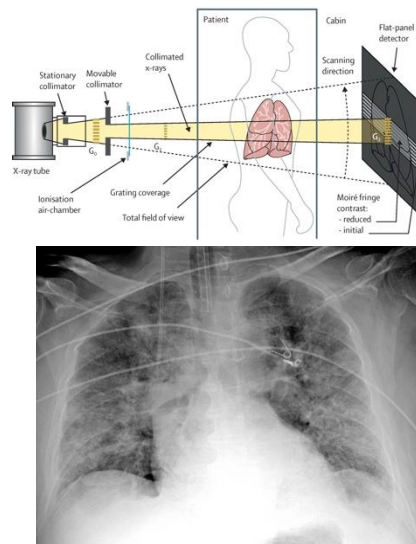 Patient
Cabin
Flat-panel
detector
Stationary
collimator
Movable
collimator
Collimated
x-rays
Scanning
direction
G₀
G₁
G₂
X-ray tube
Ionisation
air-chamber
Grating coverage
Total field of view
Moiré fringe
contrast:
- reduced
- initial